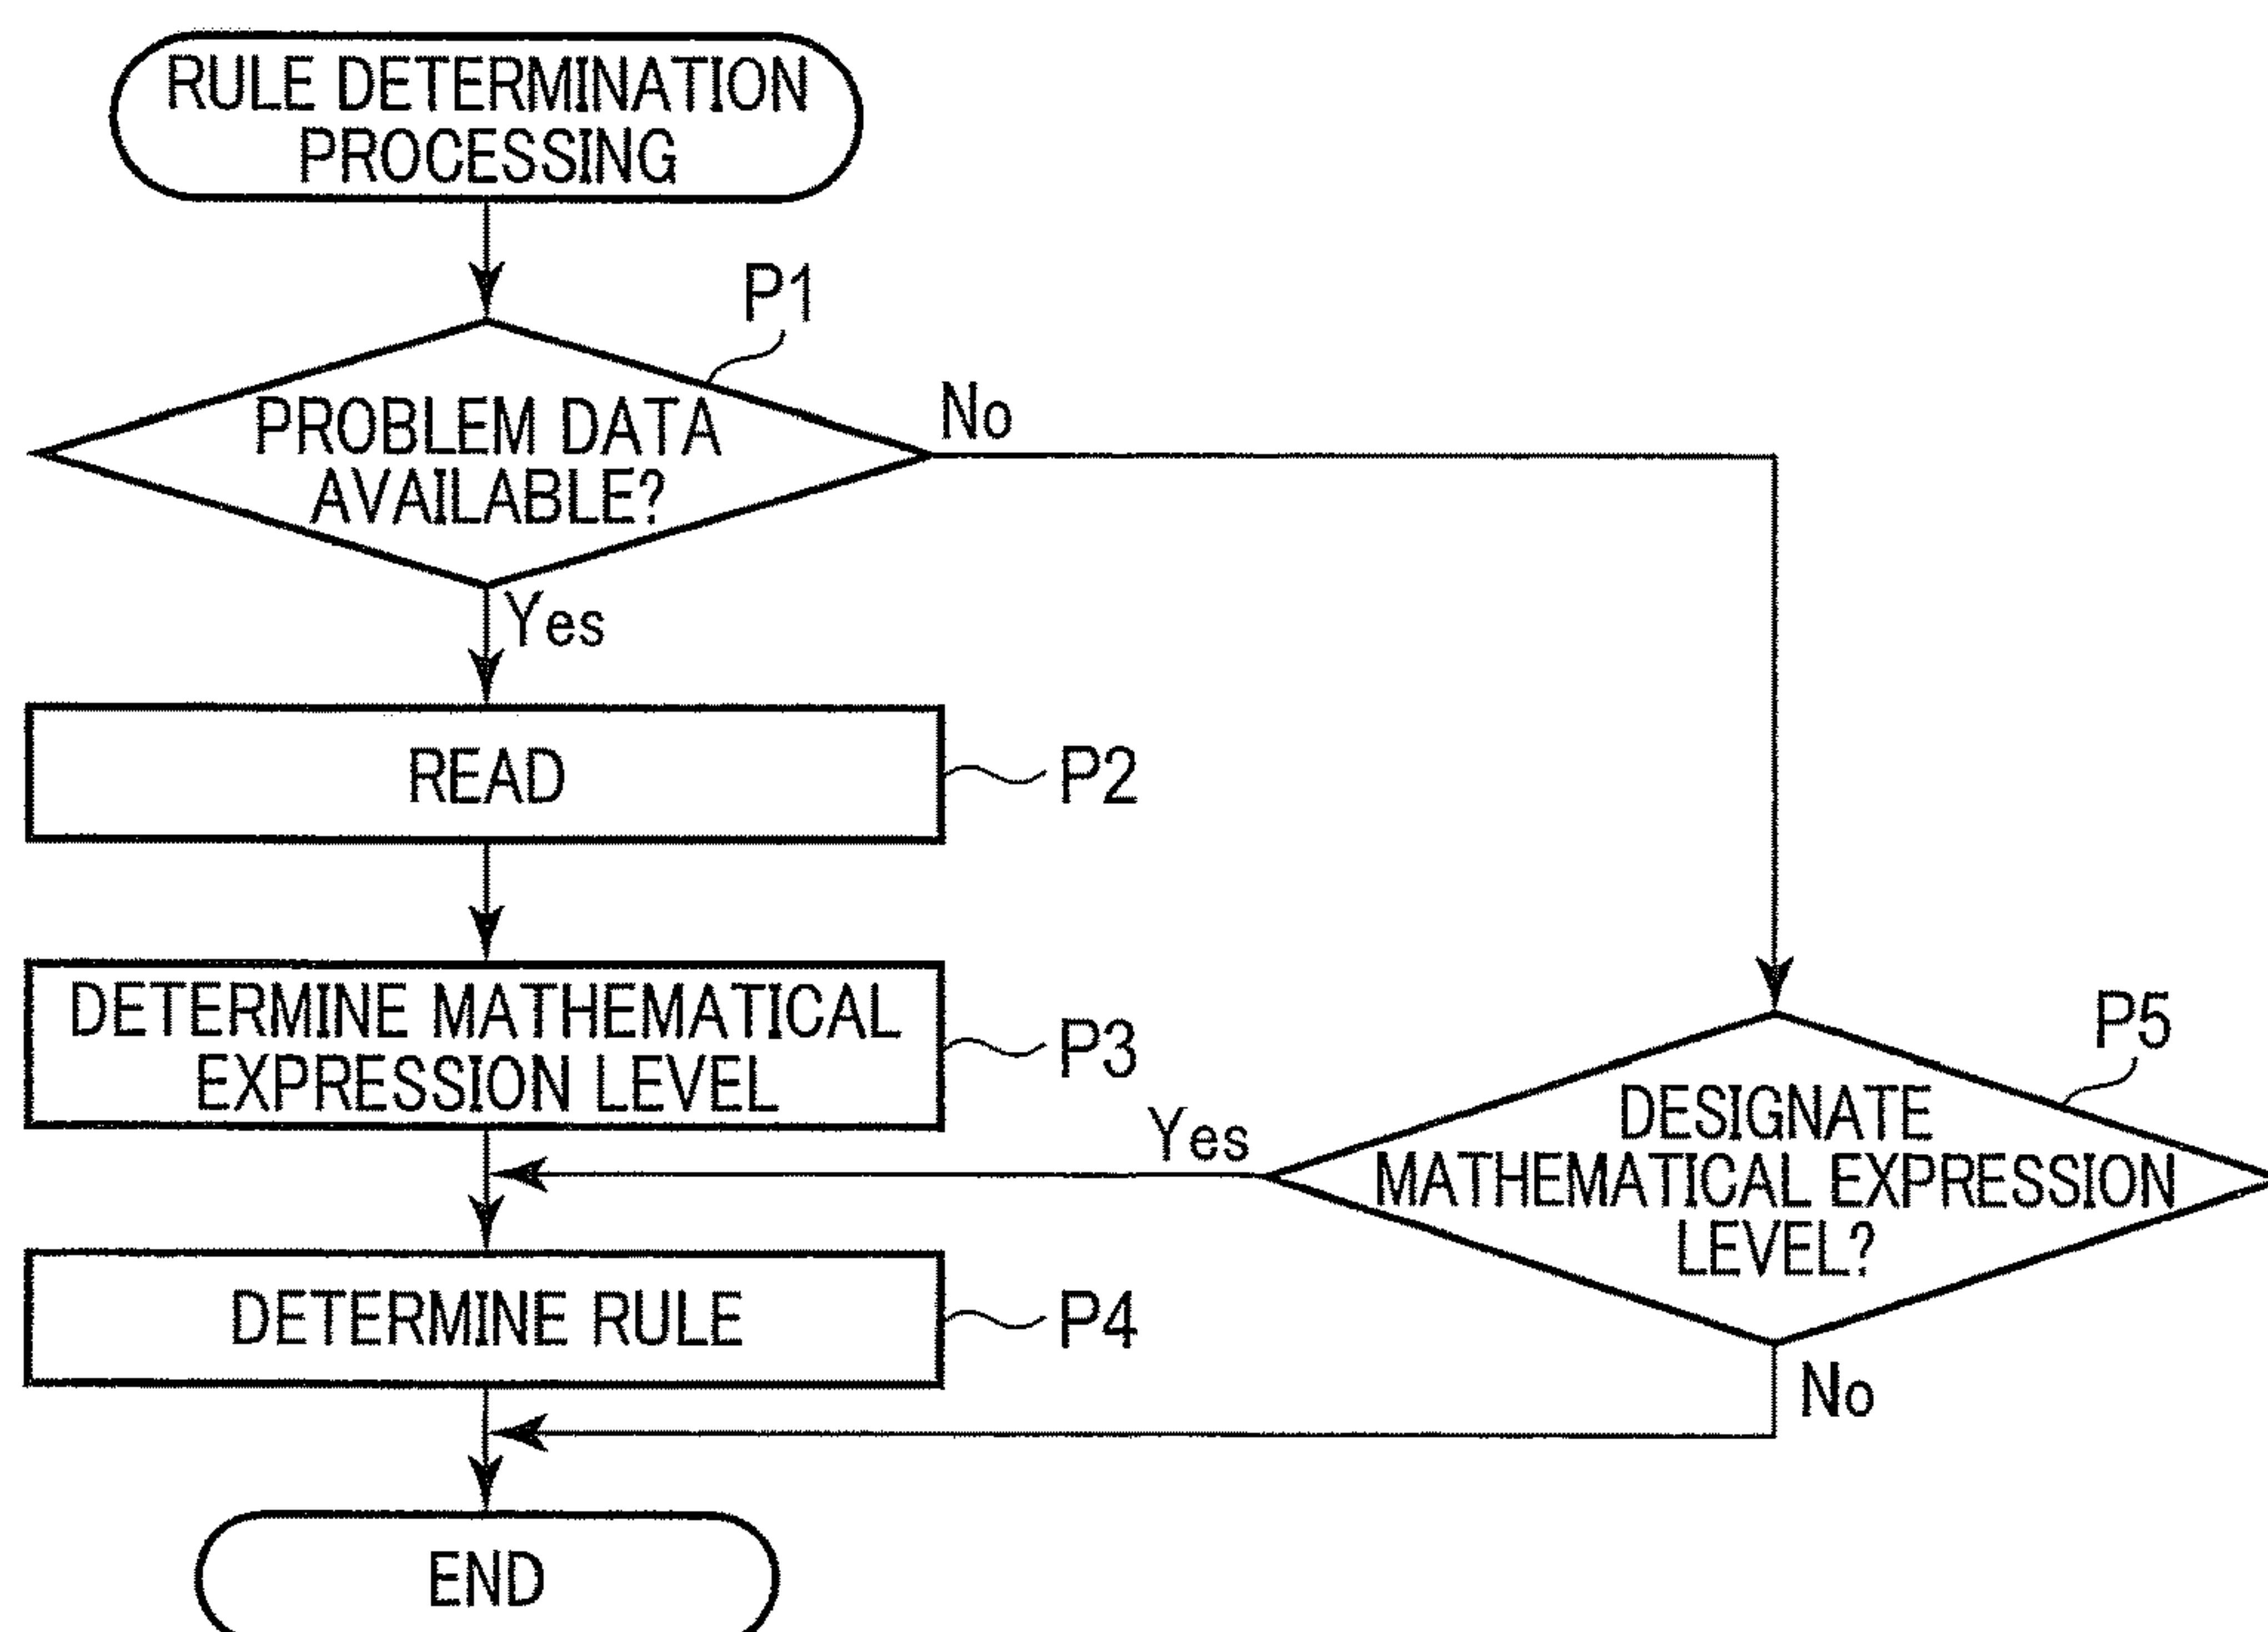 RULE DETERMINATION
PROCESSING
P1
PROBLEM DATA
AVAILABLE?
No
Yes
READ
P2
DETERMINE MATHEMATICAL
EXPRESSION LEVEL
P3
P5
DESIGNATE
MATHEMATICAL EXPRESSION
LEVEL?
Yes
No
DETERMINE RULE
P4
END